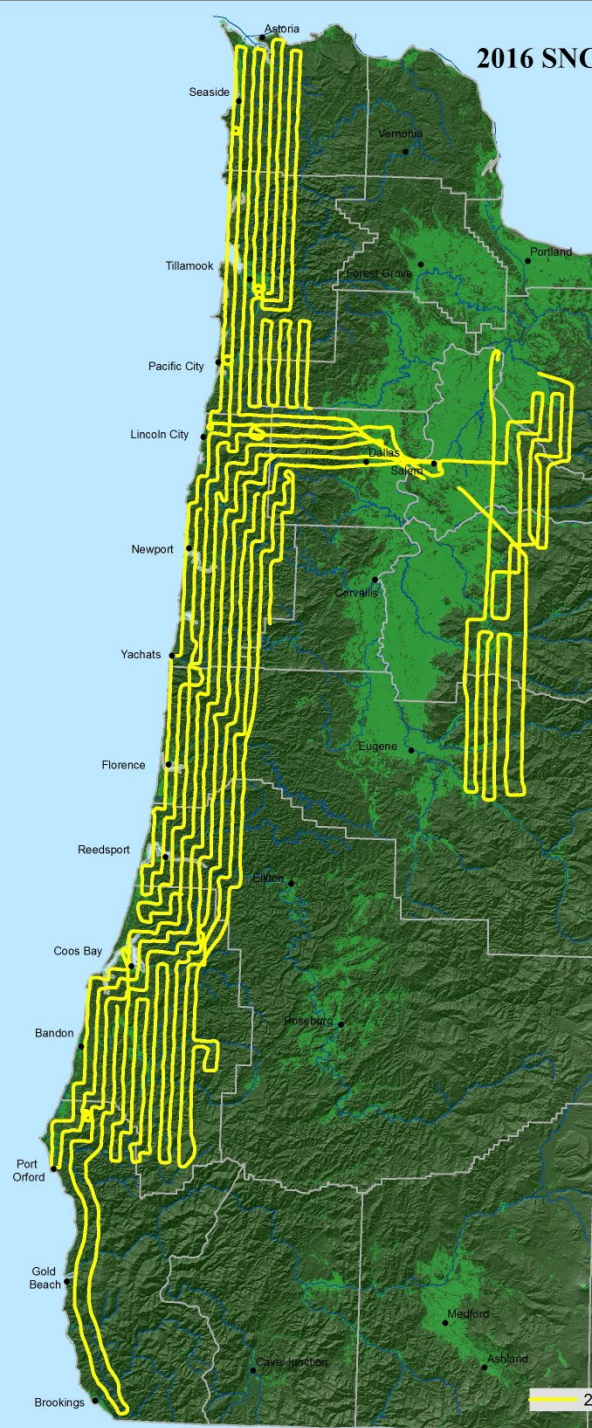 Astoria
2016 SNC
Seaside
Vernonia
Portland
Forest Grove
Tillamook
Pacific City
Lincoln City
Dallas
Salem
Newport
Corvallis
Yachats
Eugene
Florence
Reedsport
Elkton
Coos Bay
Roseburg
Bandon
Port
Orford
Gold
Beach
Medford
Ashland
Cave Junction
Brookings
2